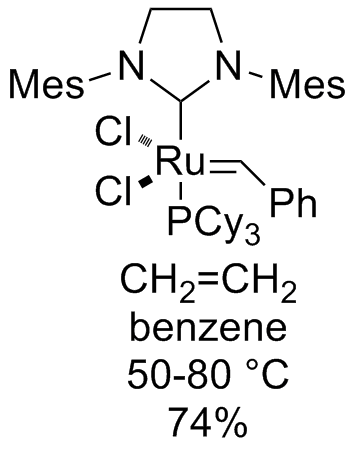 N N
Mes Mes
Cl
Ru
Cl
Ph
PCy₃
CH₂=CH₂
benzene
50-80 °C
74%